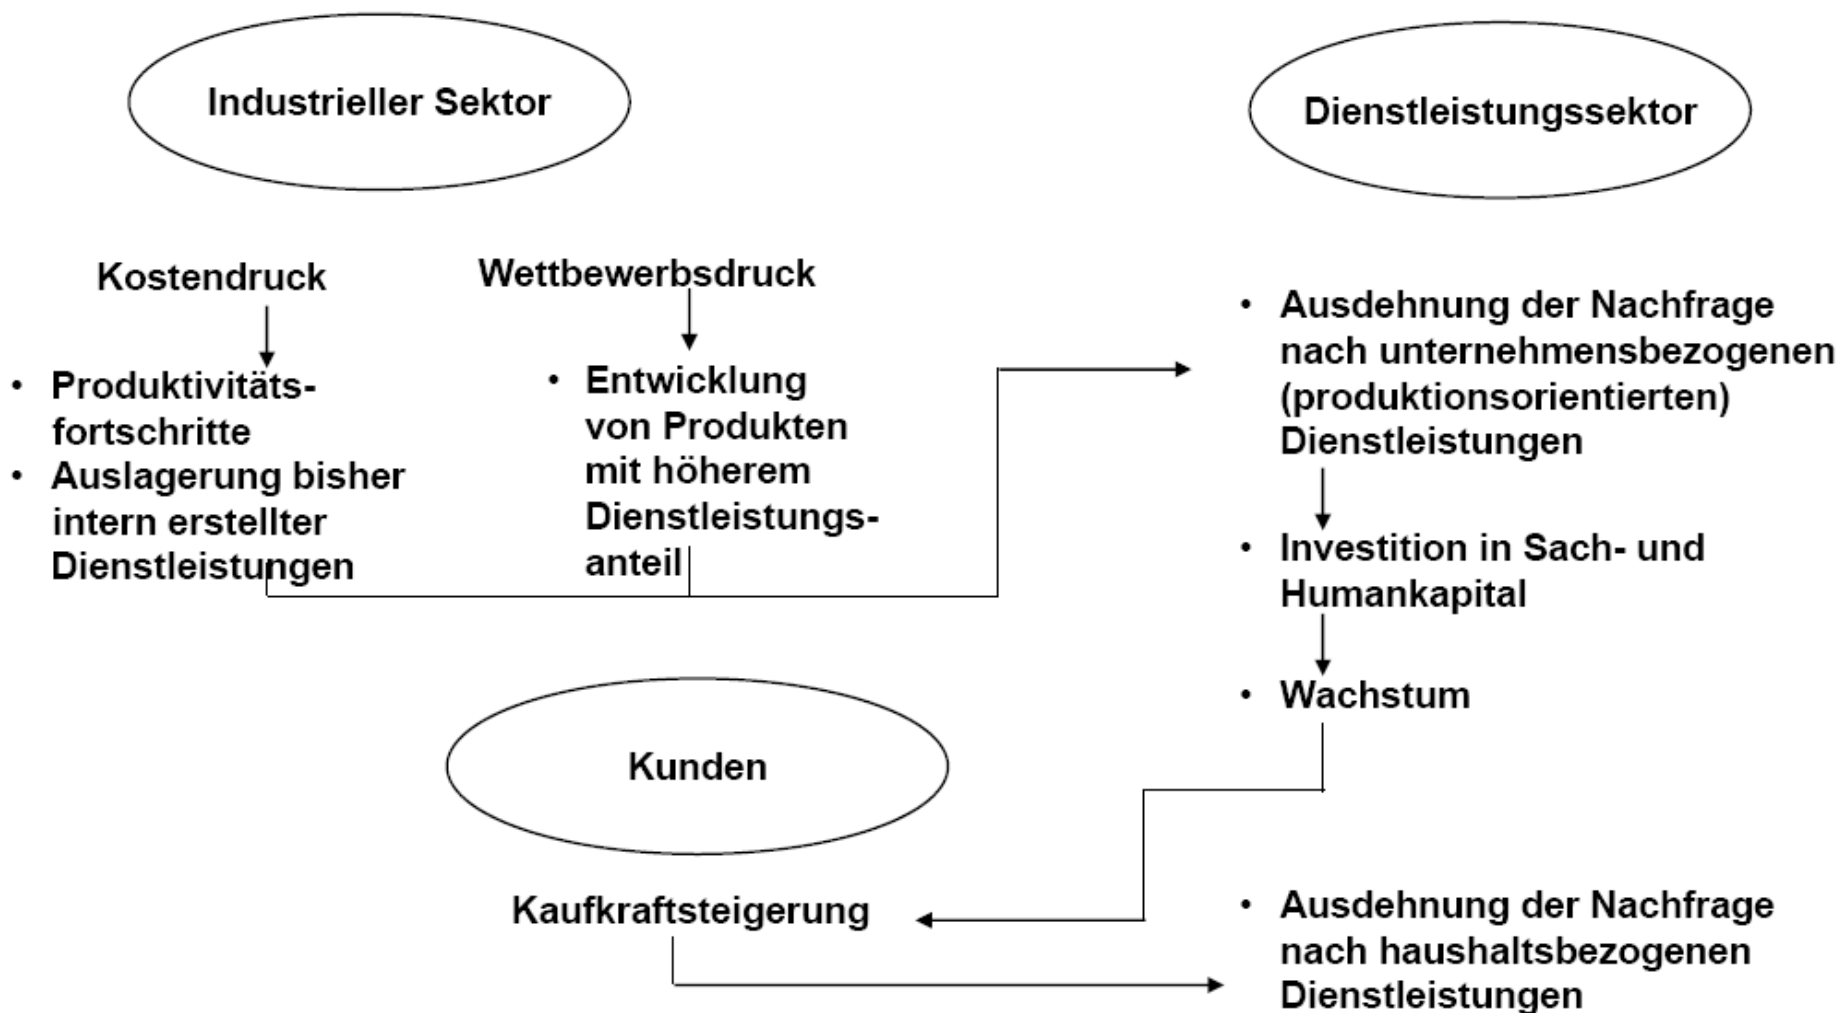 Industrieller Sektor
Dienstleistungssektor
Kostendruck
• Produktivitäts-
fortschritte
• Auslagerung bisher
intern erstellter
Dienstleistungen
Wettbewerbsdruck
• Entwicklung
von Produkten
mit höherem
Dienstleistungs-
anteil
• Ausdehnung der Nachfrage
nach unternehmensbezogenen
(produktionsorientierten)
Dienstleistungen
• Investition in Sach- und
Humankapital
• Wachstum
Kunden
Kaufkraftsteigerung
• Ausdehnung der Nachfrage
nach haushaltsbezogenen
Dienstleistungen